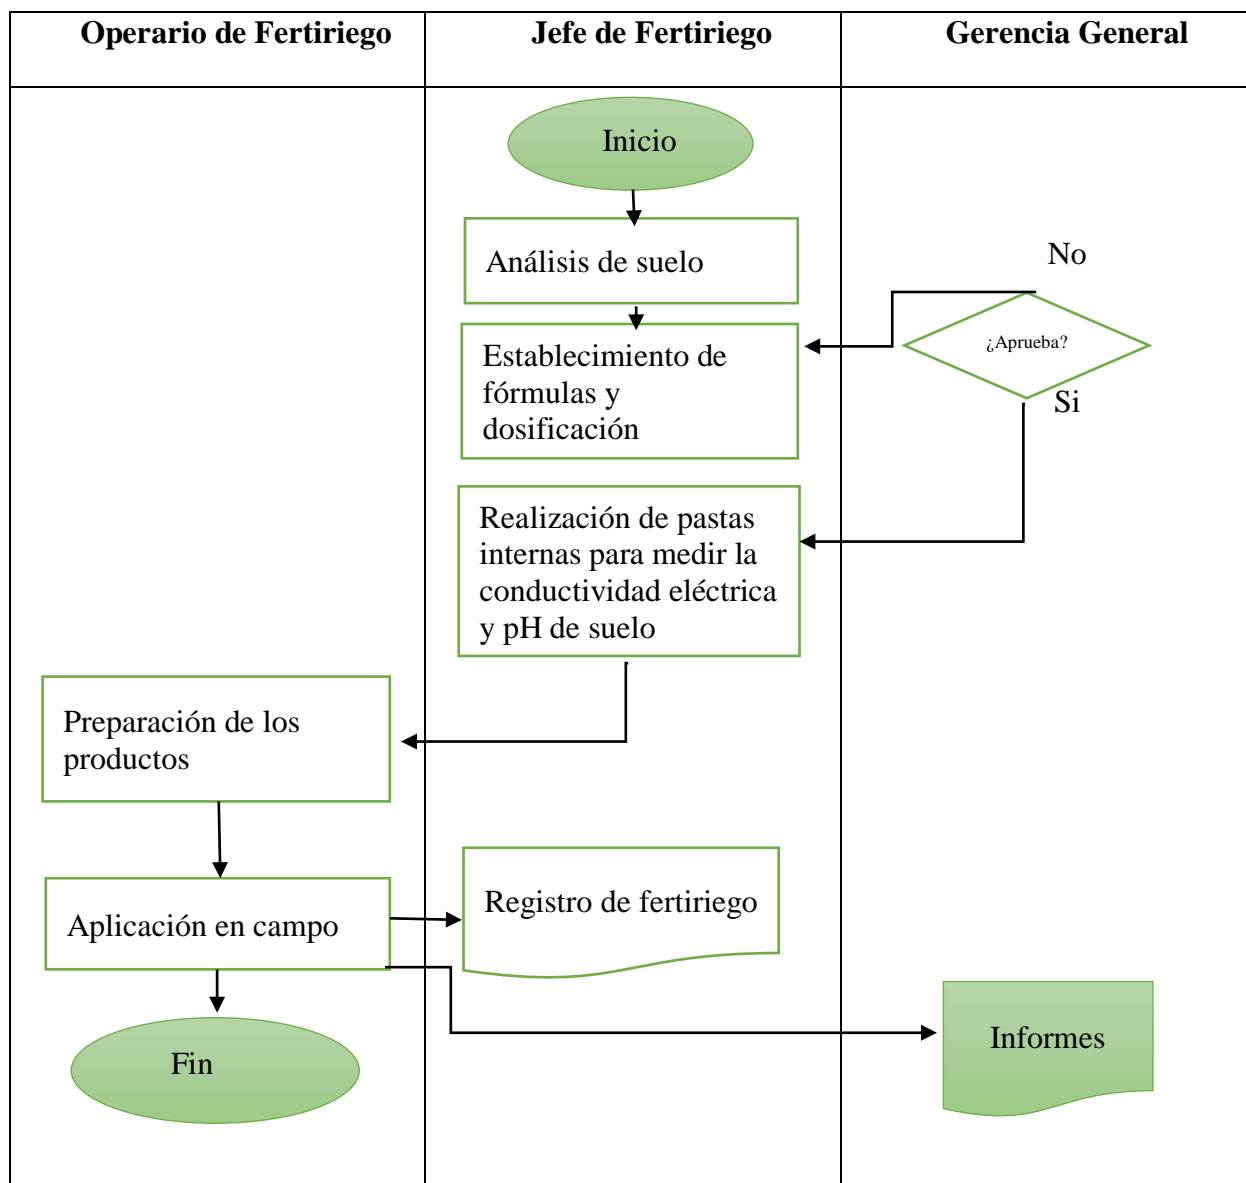 Operario de Fertiriego
Jefe de Fertiriego
Gerencia General
Inicio
Análisis de suelo
No
¿Aprueba?
Establecimiento de
fórmulas y
dosificación
Si
Realización de pastas
internas para medir la
conductividad eléctrica
y pH de suelo
Preparación de los
productos
Aplicación en campo
Registro de fertiriego
Informes
Fin